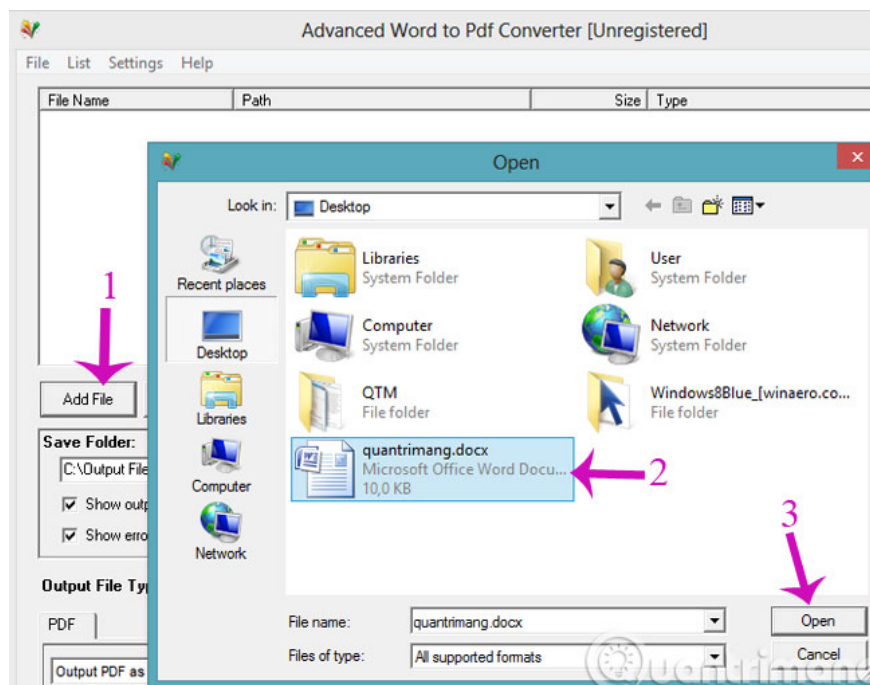 Advanced Word to Pdf Converter [Unregistered]
File List Settings Help
File Name Path Size Type
Open
Look in: Desktop
Recent places
Desktop
Libraries
Computer
Network
Libraries
System Folder
User
System Folder
Computer
System Folder
Network
System Folder
QTM
File folder
Windows8Blue_[winaero.co...
File folder
quantrimang.docx
Microsoft Office Word Docu...
10,0 KB
1
2
3
Add File
Save Folder:
C:\Output File
Show outp
Show erro
Output File Typ
PDF
Output PDF as
File name: quantrimang.docx Open
Files of type: All supported formats Cancel
Quantrimang